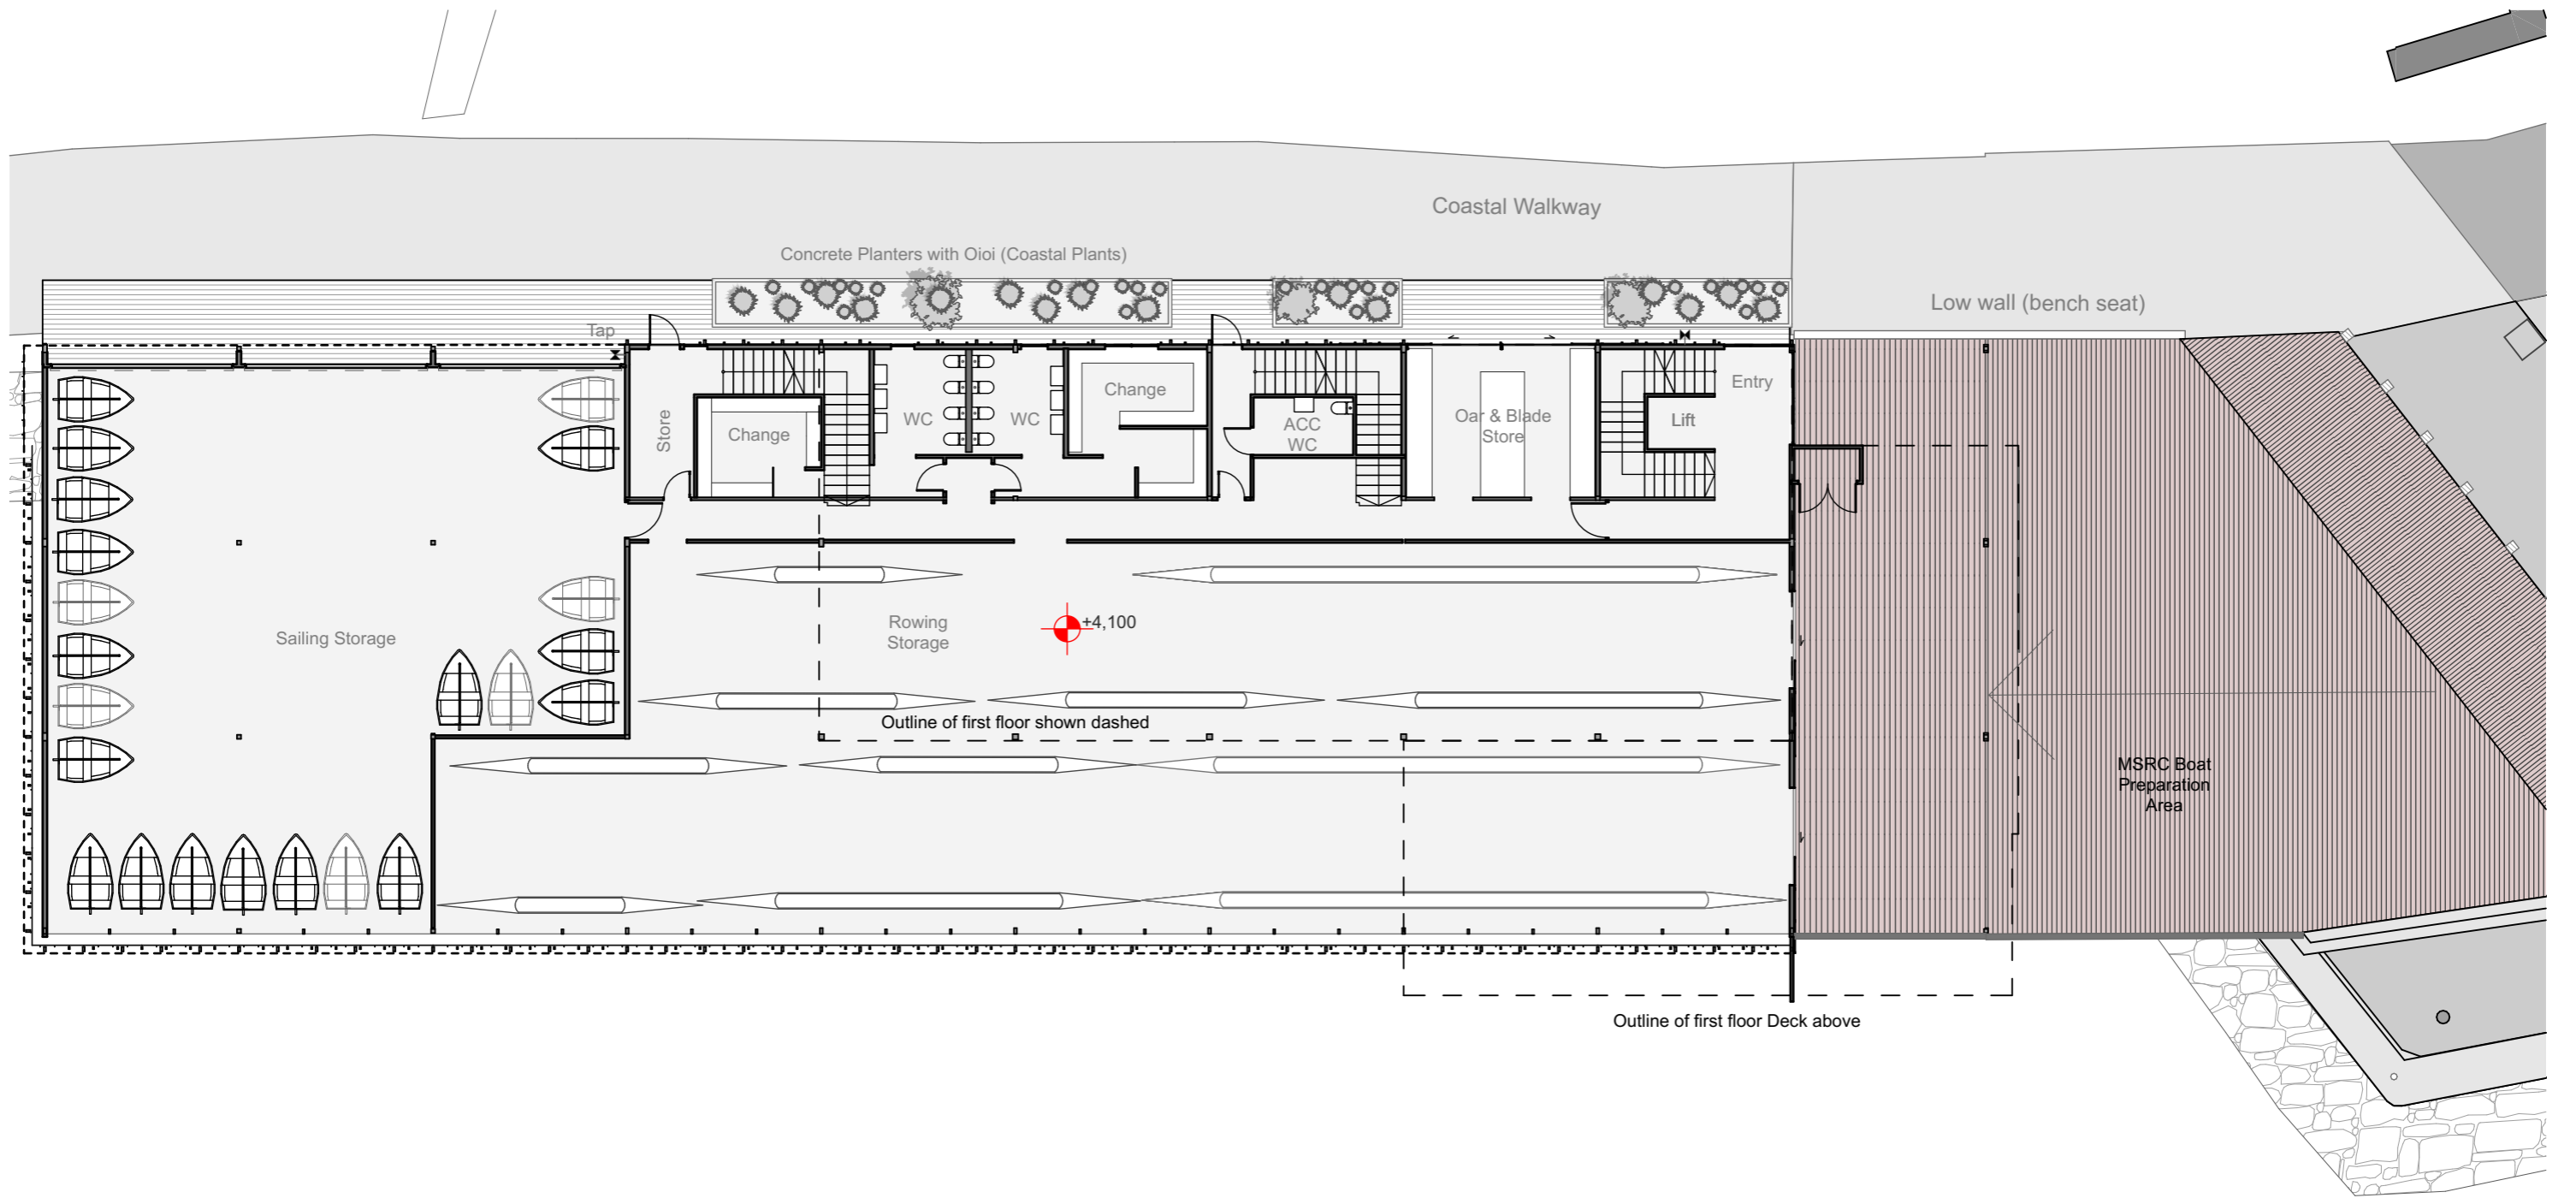 Coastal Walkway
Concrete Planters with Oioi (Coastal Plants)
Low wall (bench seat)
Tap
Store
Change
WC
WC
Change
ACC
WC
Oar & Blade
Store
Entry
Lift
Sailing Storage
Rowing
Storage
+4,100
Outline of first floor shown dashed
MSRC Boat
Preparation
Area
Outline of first floor Deck above